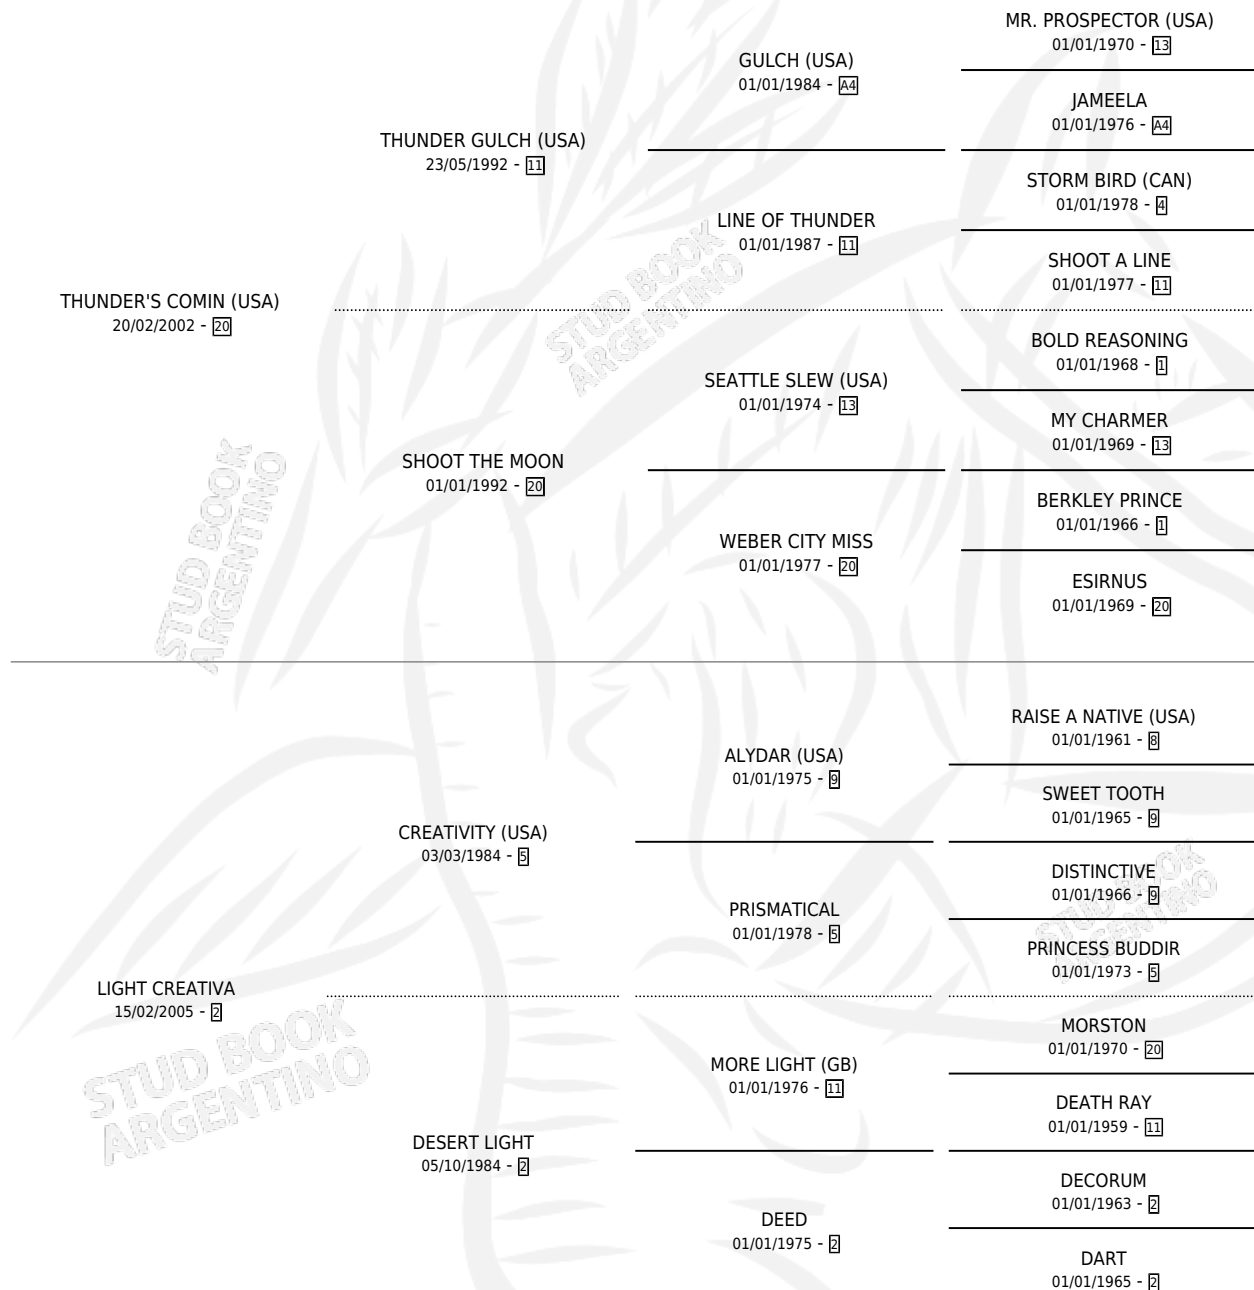 MR. PROSPECTOR (USA)
01/01/1970 - 13
GULCH (USA)
01/01/1984 - A4
JAMEELA
01/01/1976 - A4
THUNDER GULCH (USA)
23/05/1992 - 11
STORM BIRD (CAN)
01/01/1978 - 4
LINE OF THUNDER
01/01/1987 - 11
SHOOT A LINE
01/01/1977 - 11
THUNDER'S COMIN (USA)
20/02/2002 - 20
BOLD REASONING
01/01/1968 - 1
SEATTLE SLEW (USA)
01/01/1974 - 13
MY CHARMER
01/01/1969 - 13
SHOOT THE MOON
01/01/1992 - 20
BERKLEY PRINCE
01/01/1966 - 1
WEBER CITY MISS
01/01/1977 - 20
ESIRNUS
01/01/1969 - 20
RAISE A NATIVE (USA)
01/01/1961 - 8
ALYDAR (USA)
01/01/1975 - 9
SWEET TOOTH
01/01/1965 - 9
CREATIVITY (USA)
03/03/1984 - 5
DISTINCTIVE
01/01/1966 - 9
PRISMATICAL
01/01/1978 - 5
PRINCESS BUDDIR
01/01/1973 - 5
LIGHT CREATIVA
15/02/2005 - 2
MORSTON
01/01/1970 - 20
MORE LIGHT (GB)
01/01/1976 - 11
DEATH RAY
01/01/1959 - 11
DESERT LIGHT
05/10/1984 - 2
DECORUM
01/01/1963 - 2
DEED
01/01/1975 - 2
DART
01/01/1965 - 2
STUD BOOK
ARGENTINO
STUD BOOK
ARGENTINO
STUD BOOK
ARGENTINO
STUD BOOK
ARGENTINO